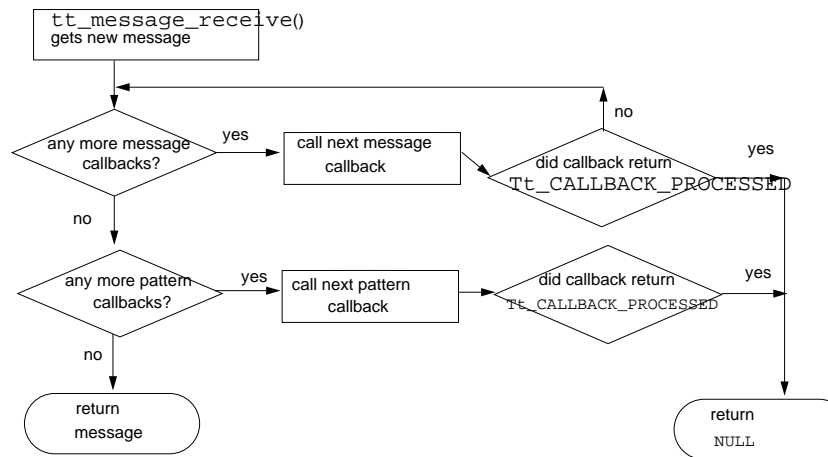 tt_message_receive()
gets new message
no
any more message
callbacks?
yes
call next message
callback
did callback return
Tt_CALLBACK_PROCESSED
yes
no
any more pattern
callbacks?
yes
call next pattern
callback
did callback return
Tt_CALLBACK_PROCESSED
yes
no
return
message
return
NULL